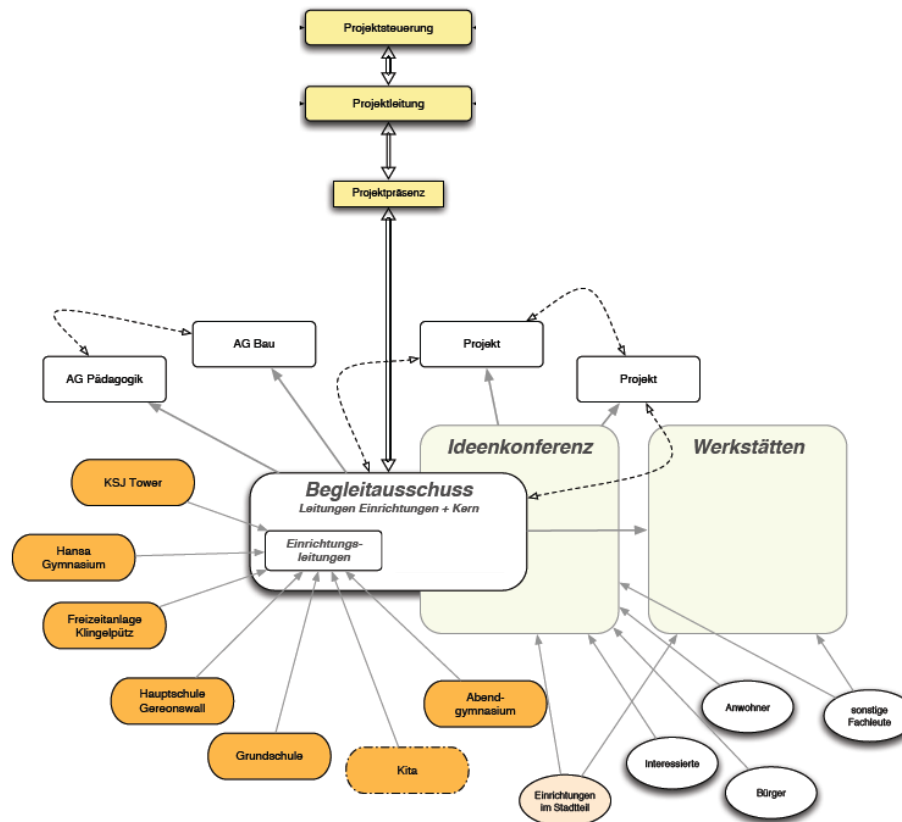 Projektsteuerung
Projektleitung
Projektpräsenz
AG Bau
Projekt
AG Pädagogik
Projekt
Ideenkonferenz
Werkstätten
KSJ Tower
Begleitausschuss
Leitungen Einrichtungen + Kern
Einrichtungs-
leitungen
Hansa
Gymnasium
Freizeitanlage
Klingelpütz
Hauptschule
Gereonswall
Abend-
gymnasium
Anwohner
sonstige
Fachleute
Grundschule
Kita
Interessierte
Einrichtungen
im Stadtteil
Bürger